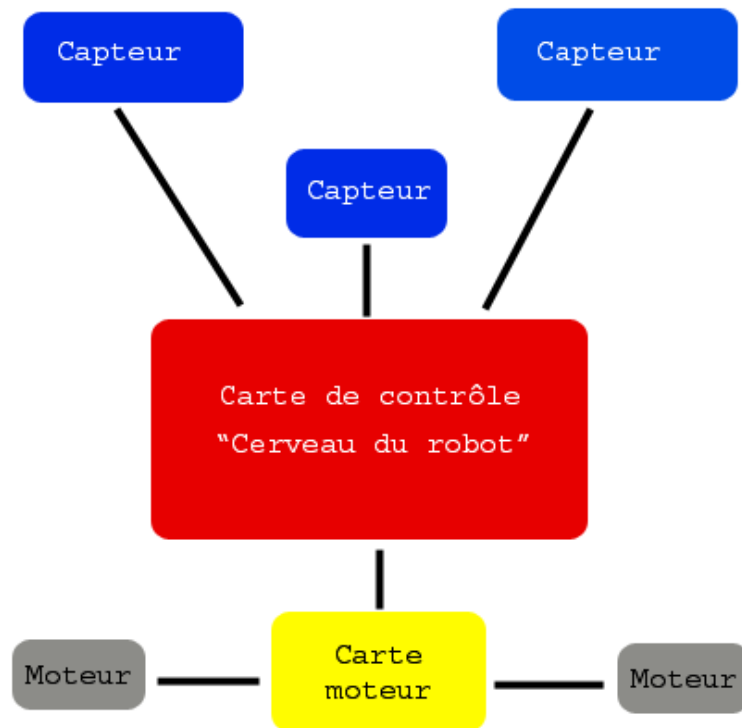 Capteur
Capteur
Capteur
Carte de contrôle
“Cerveau du robot”
Carte
moteur
Moteur
Moteur